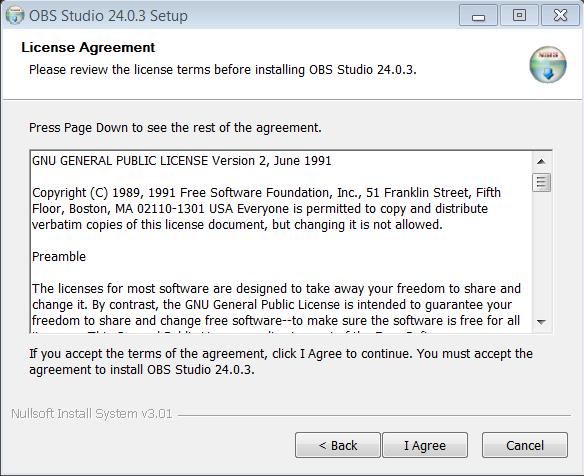 OBS Studio 24.0.3 Setup
License Agreement
Please review the license terms before installing OBS Studio 24.0.3.
Press Page Down to see the rest of the agreement.
GNU GENERAL PUBLIC LICENSE Version 2, June 1991
Copyright (C) 1989, 1991 Free Software Foundation, Inc., 51 Franklin Street, Fifth
Floor, Boston, MA 02110-1301 USA Everyone is permitted to copy and distribute
verbatim copies of this license document, but changing it is not allowed.
Preamble
The licenses for most software are designed to take away your freedom to share and
change it. By contrast, the GNU General Public License is intended to guarantee your
freedom to share and change free software--to make sure the software is free for all
If you accept the terms of the agreement, click I Agree to continue. You must accept the
agreement to install OBS Studio 24.0.3.
Nullsoft Install System v3.01
< Back
I Agree
Cancel